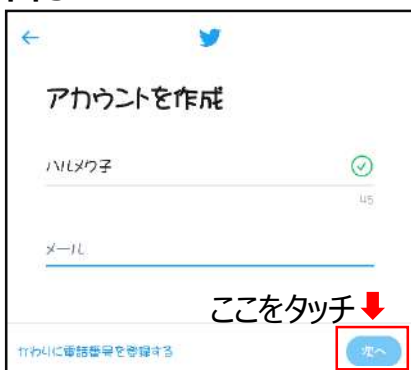 アカウントを作成
ハルメク子
45
メール
ここをタッチ
かわりに電話番号を登録する
次へ